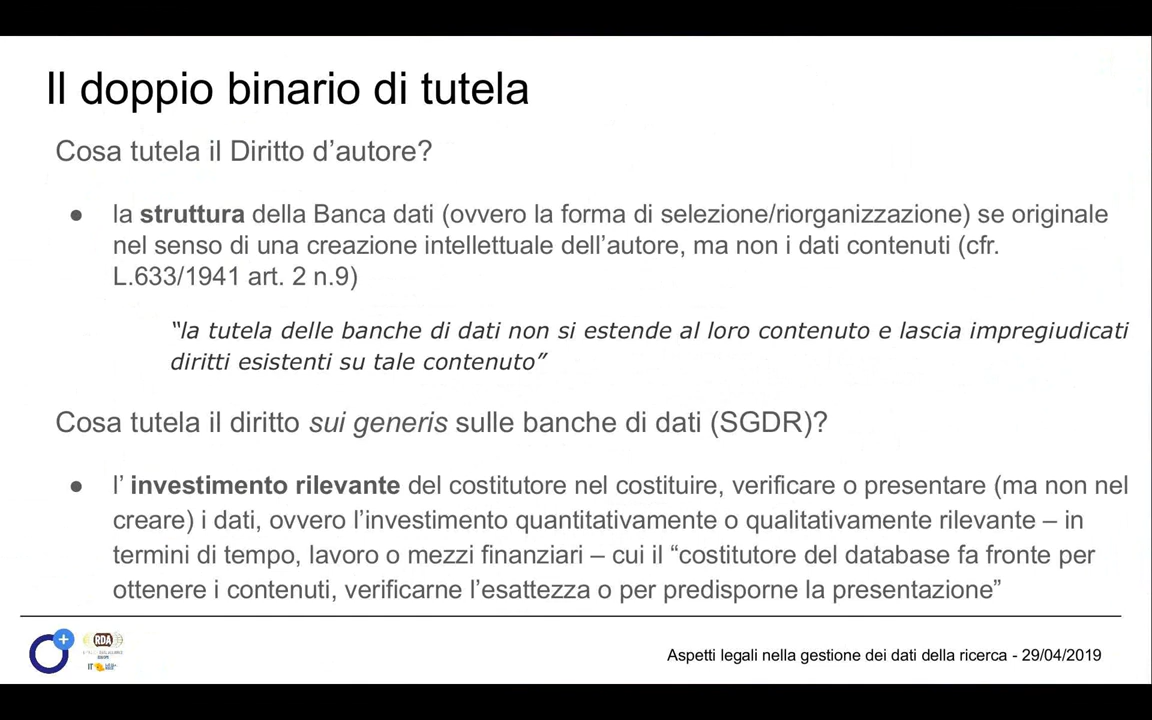 Il doppio binario di tutela
Cosa tutela il Diritto d’autore?
● la struttura della Banca dati (ovvero la forma di selezione/riorganizzazione) se originale
nel senso di una creazione intellettuale dell’autore, ma non i dati contenuti (cfr.
L.633/1941 art. 2 n.9)
“la tutela delle banche di dati non si estende al loro contenuto e lascia impregiudicati
diritti esistenti su tale contenuto”
Cosa tutela il diritto sui generis sulle banche di dati (SGDR)?
● l’ investimento rilevante del costitutore nel costituire, verificare o presentare (ma non nel
creare) i dati, ovvero l’investimento quantitativamente o qualitativamente rilevante – in
termini di tempo, lavoro o mezzi finanziari – cui il “costitutore del database fa fronte per
ottenere i contenuti, verificarne l’esattezza o per predisporne la presentazione”
RDA
IT
Aspetti legali nella gestione dei dati della ricerca - 29/04/2019